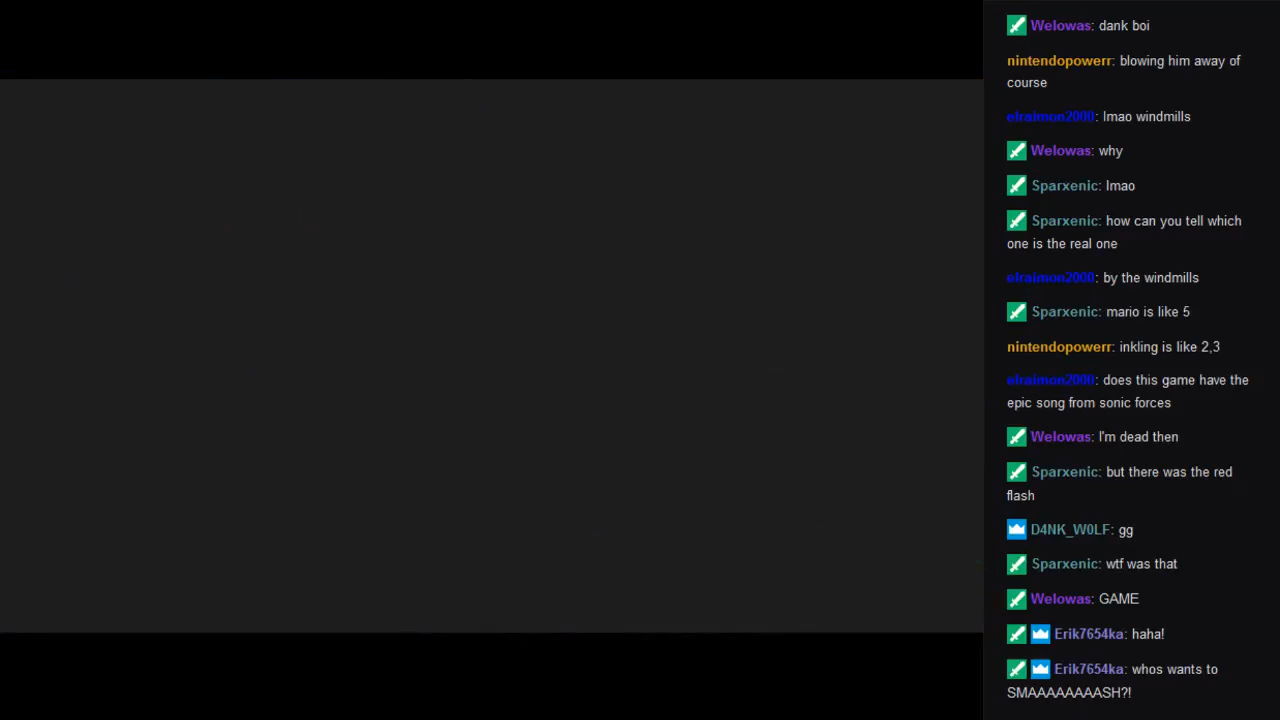 Welowas: dank boi
nintendopowerr: blowing him away of
course
elraimon2000: lmao windmills
Welowas: why
Sparxenic: lmao
Sparxenic: how can you tell which
one is the real one
elraimon2000: by the windmills
Sparxenic: mario is like 5
nintendopowerr: inkling is like 2,3
elraimon2000: does this game have the
epic song from sonic forces
Welowas: I'm dead then
Sparxenic: but there was the red
flash
D4NK_W0LF: gg
Sparxenic: wtf was that
Welowas: GAME
Erik7654ka: haha!
Erik7654ka: whos wants to
SMAAAAAAAASH?!